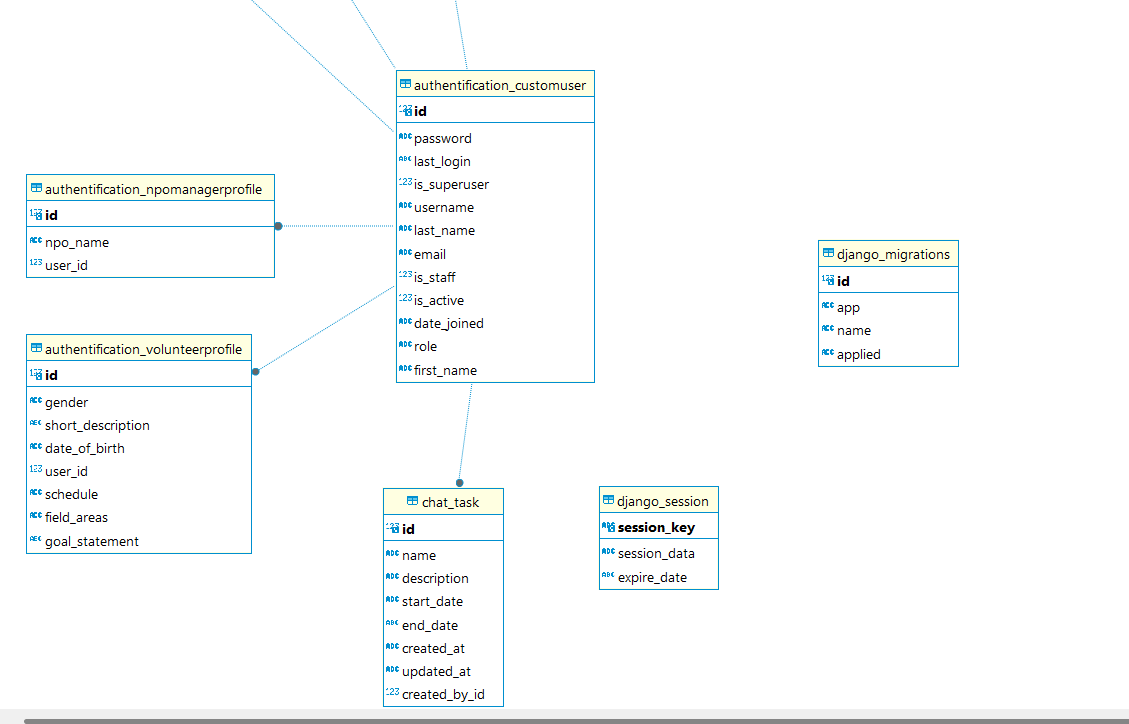 authentification_customuser
id
password
last_login
is_superuser
username
last_name
email
is_staff
is_active
date_joined
role
first_name
authentification_npomanagerprofile
id
npo_name
user_id
django_migrations
id
app
name
applied
authentification_volunteerprofile
id
gender
short_description
date_of_birth
user_id
schedule
field_areas
goal_statement
chat_task
id
name
description
start_date
end_date
created_at
updated_at
created_by_id
django_session
session_key
session_data
expire_date